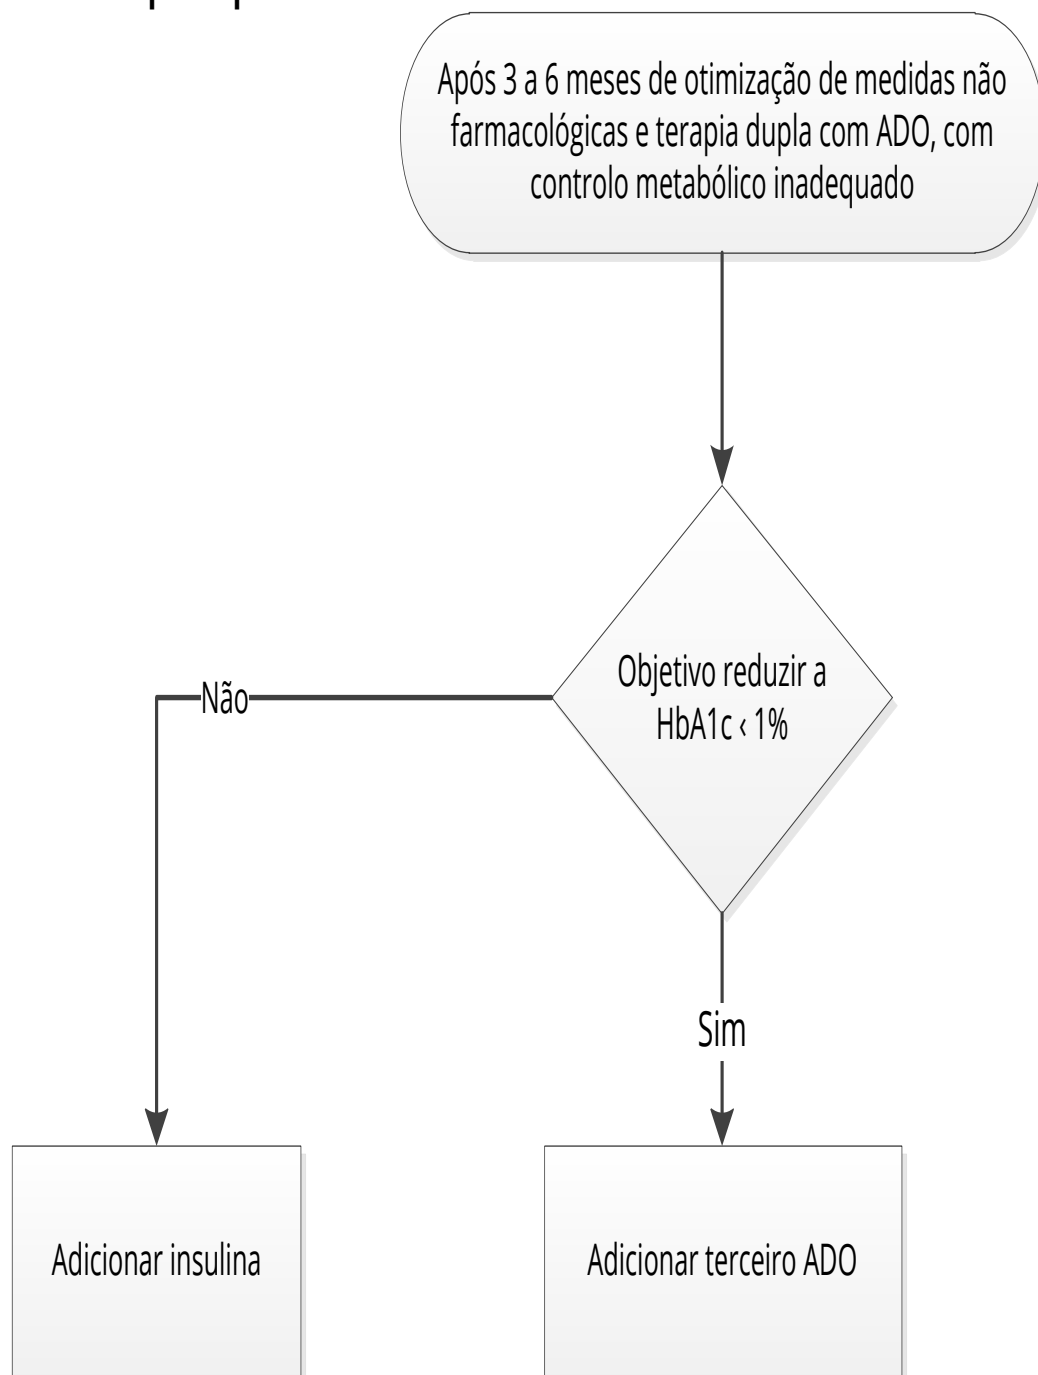 Após 3 a 6 meses de otimização de medidas não
farmacológicas e terapia dupla com ADO, com
controlo metabólico inadequado
Objetivo reduzir a
HbA1c < 1%
Não
Sim
Adicionar insulina
Adicionar terceiro ADO